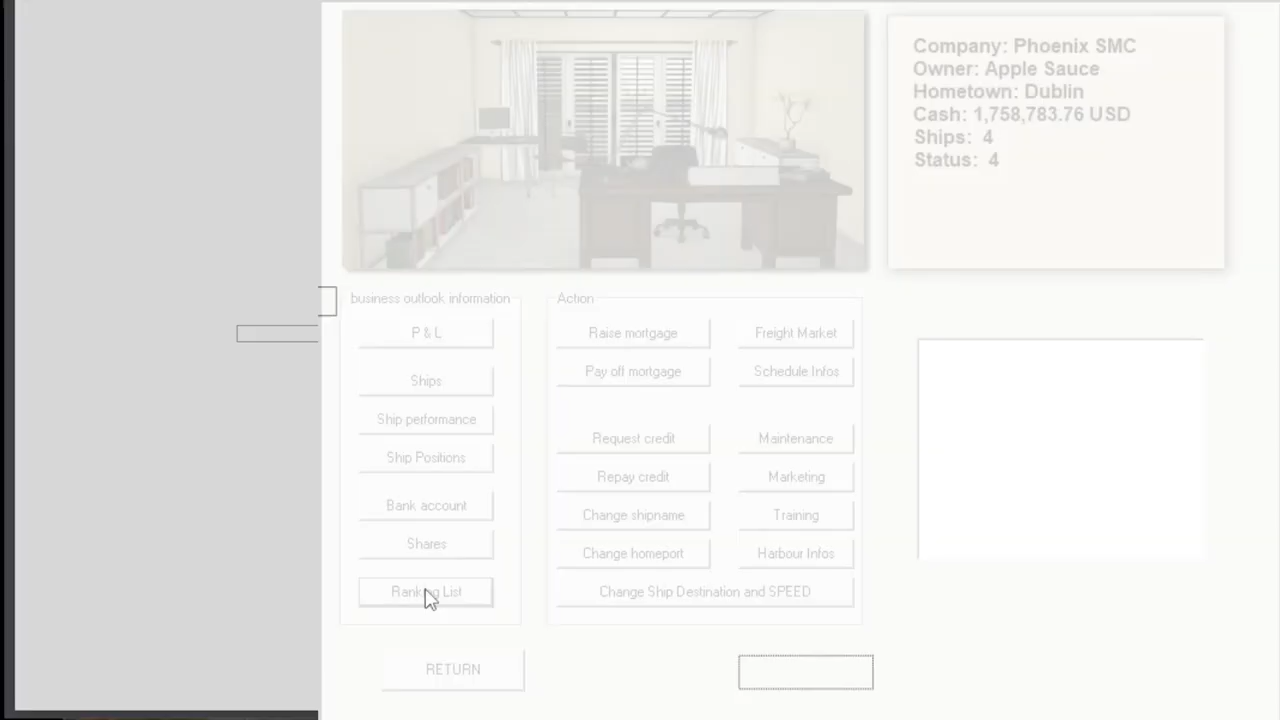 Company: Phoenix SMC
Owner: Apple Sauce
Hometown: Dublin
Cash: 1,758,783.76 USD
Ships: 4
Status: 4
business outlook information
P & L
Ships
Ship performance
Ship Positions
Bank account
Shares
Ranking List
Action
Raise mortgage
Freight Market
Pay off mortgage
Schedule Infos
Request credit
Maintenance
Repay credit
Marketing
Change shipname
Training
Change homeport
Harbour Infos
Change Ship Destination and SPEED
RETURN